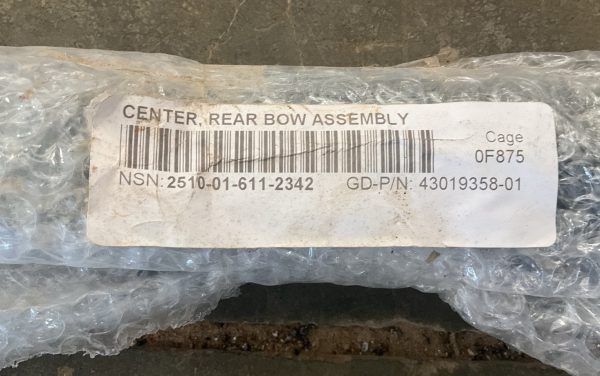 CENTER, REAR BOW ASSEMBLY
Cage
0F875
NSN: 2510-01-611-2342 GD-P/N: 43019358-01